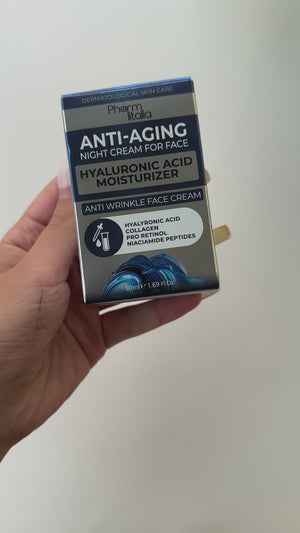 DERMATOLOGICAL SKIN CARE
Pharm
Italia
ANTI-AGING
NIGHT CREAM FOR FACE
HYALURONIC ACID
MOISTURIZER
ANTI WRINKLE FACE CREAM
HYALYRONIC ACID
COLLAGEN
PRO RETINOL
NIACIAMIDE PEPTIDES
50ml e 1.69 Fl Oz